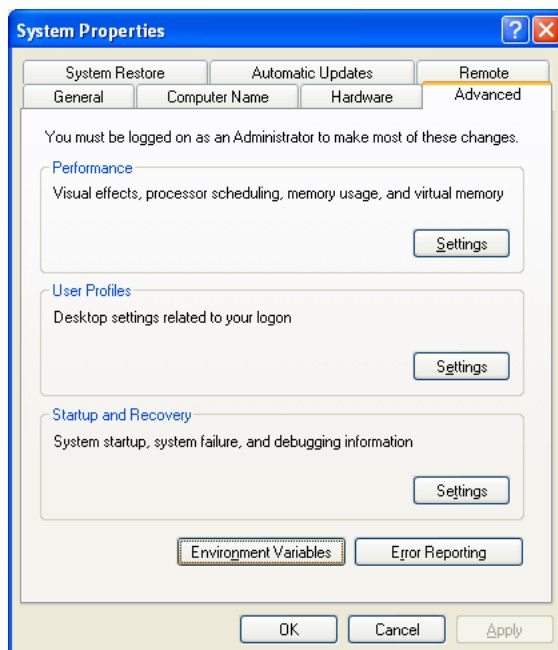 System Properties
System Restore Automatic Updates Remote
General Computer Name Hardware Advanced
You must be logged on as an Administrator to make most of these changes.
Performance
Visual effects, processor scheduling, memory usage, and virtual memory
Settings
User Profiles
Desktop settings related to your logon
Settings
Startup and Recovery
System startup, system failure, and debugging information
Settings
Environment Variables Error Reporting
OK Cancel Apply